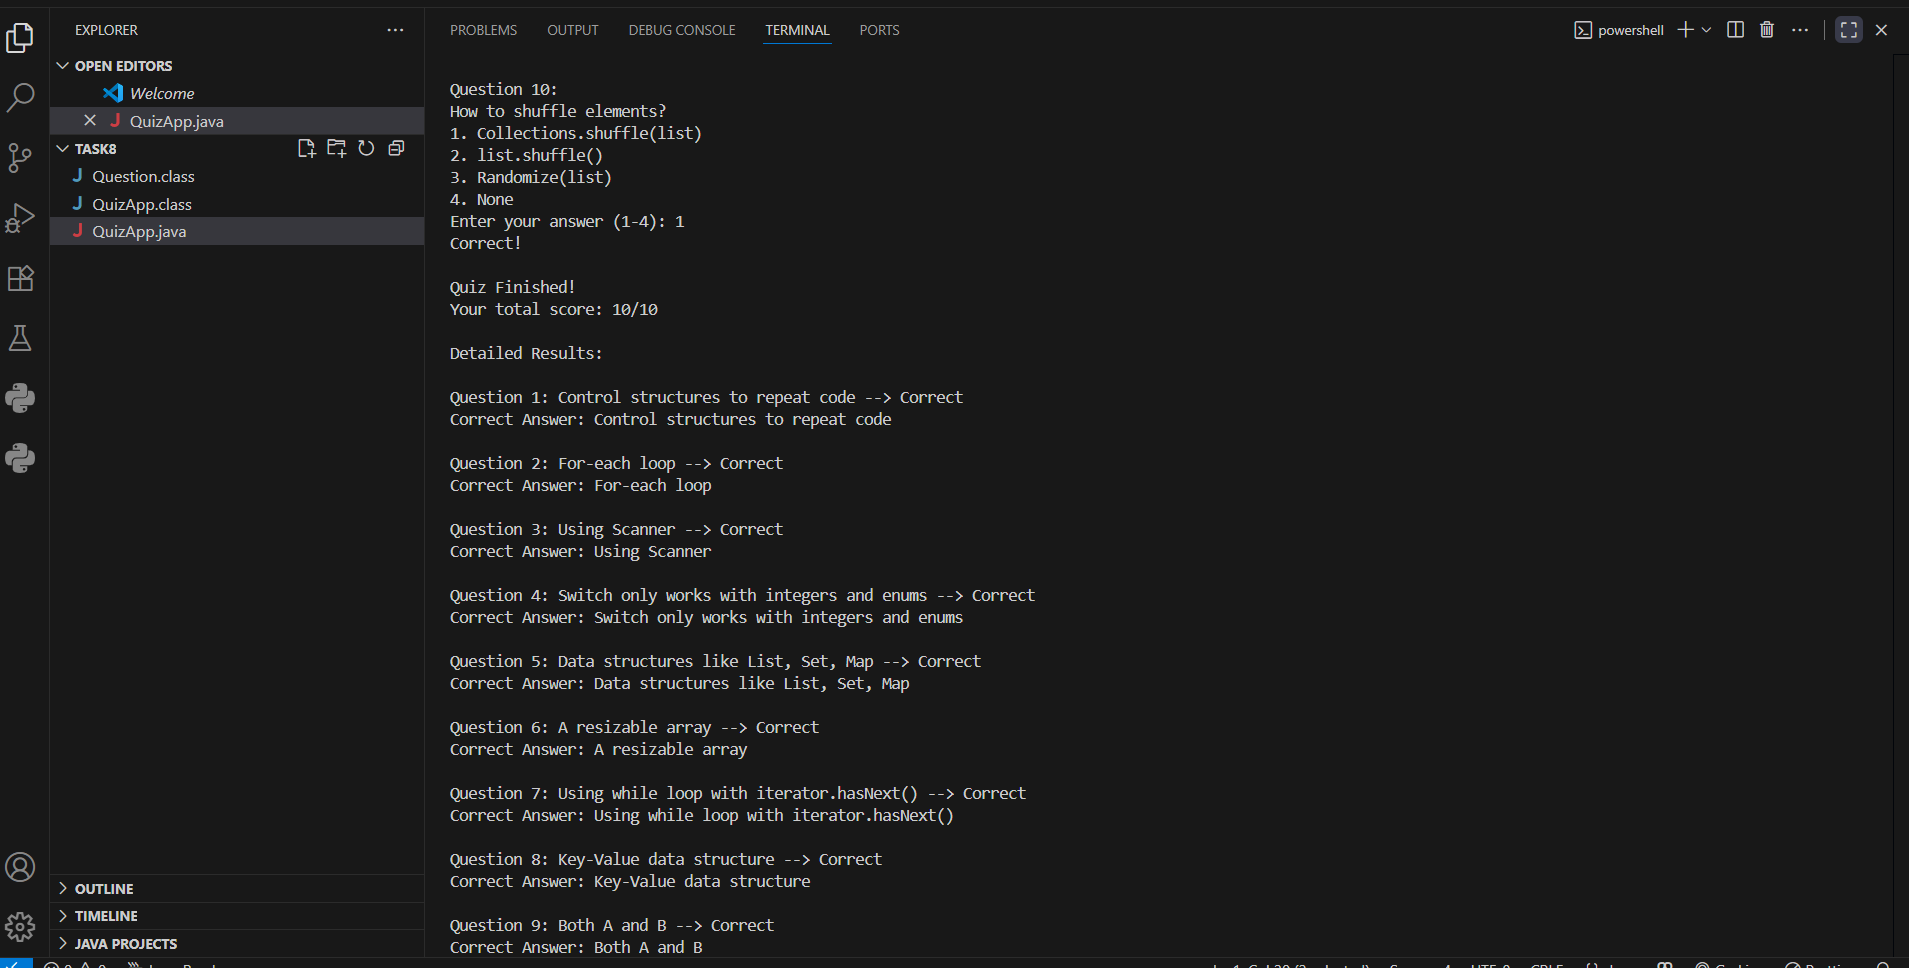 EXPLORER
OPEN EDITORS
Welcome
QuizApp.java
TASK8
Question.class
QuizApp.class
QuizApp.java
OUTLINE
TIMELINE
JAVA PROJECTS
PROBLEMS OUTPUT DEBUG CONSOLE TERMINAL PORTS
powershell
Question 10:
How to shuffle elements?
1. Collections.shuffle(list)
2. list.shuffle()
3. Randomize(list)
4. None
Enter your answer (1-4): 1
Correct!
Quiz Finished!
Your total score: 10/10
Detailed Results:
Question 1: Control structures to repeat code --> Correct
Correct Answer: Control structures to repeat code
Question 2: For-each loop --> Correct
Correct Answer: For-each loop
Question 3: Using Scanner --> Correct
Correct Answer: Using Scanner
Question 4: Switch only works with integers and enums --> Correct
Correct Answer: Switch only works with integers and enums
Question 5: Data structures like List, Set, Map --> Correct
Correct Answer: Data structures like List, Set, Map
Question 6: A resizable array --> Correct
Correct Answer: A resizable array
Question 7: Using while loop with iterator.hasNext() --> Correct
Correct Answer: Using while loop with iterator.hasNext()
Question 8: Key-Value data structure --> Correct
Correct Answer: Key-Value data structure
Question 9: Both A and B --> Correct
Correct Answer: Both A and B